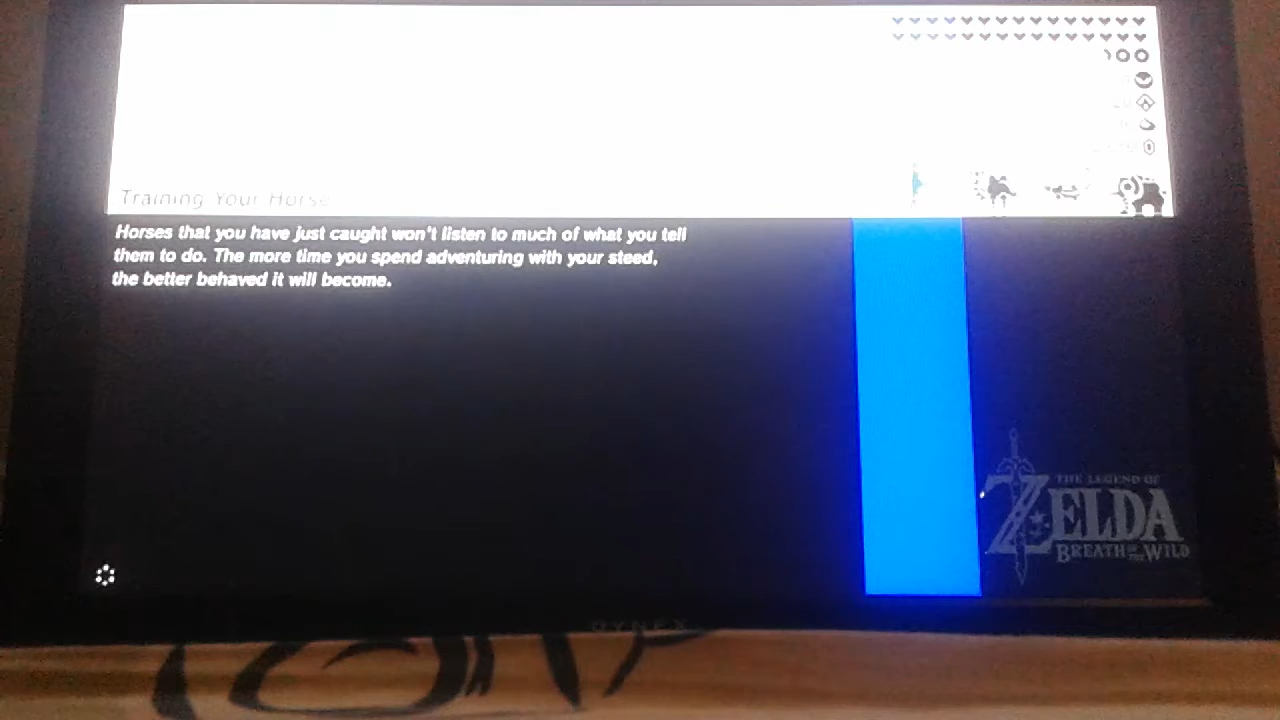 Training Your Horse
Horses that you have just caught won't listen to much of what you tell
them to do. The more time you spend adventuring with your steed,
the better behaved it will become.
THE LEGEND OF
ZELDA
BREATH OF THE WILD
DYNEX